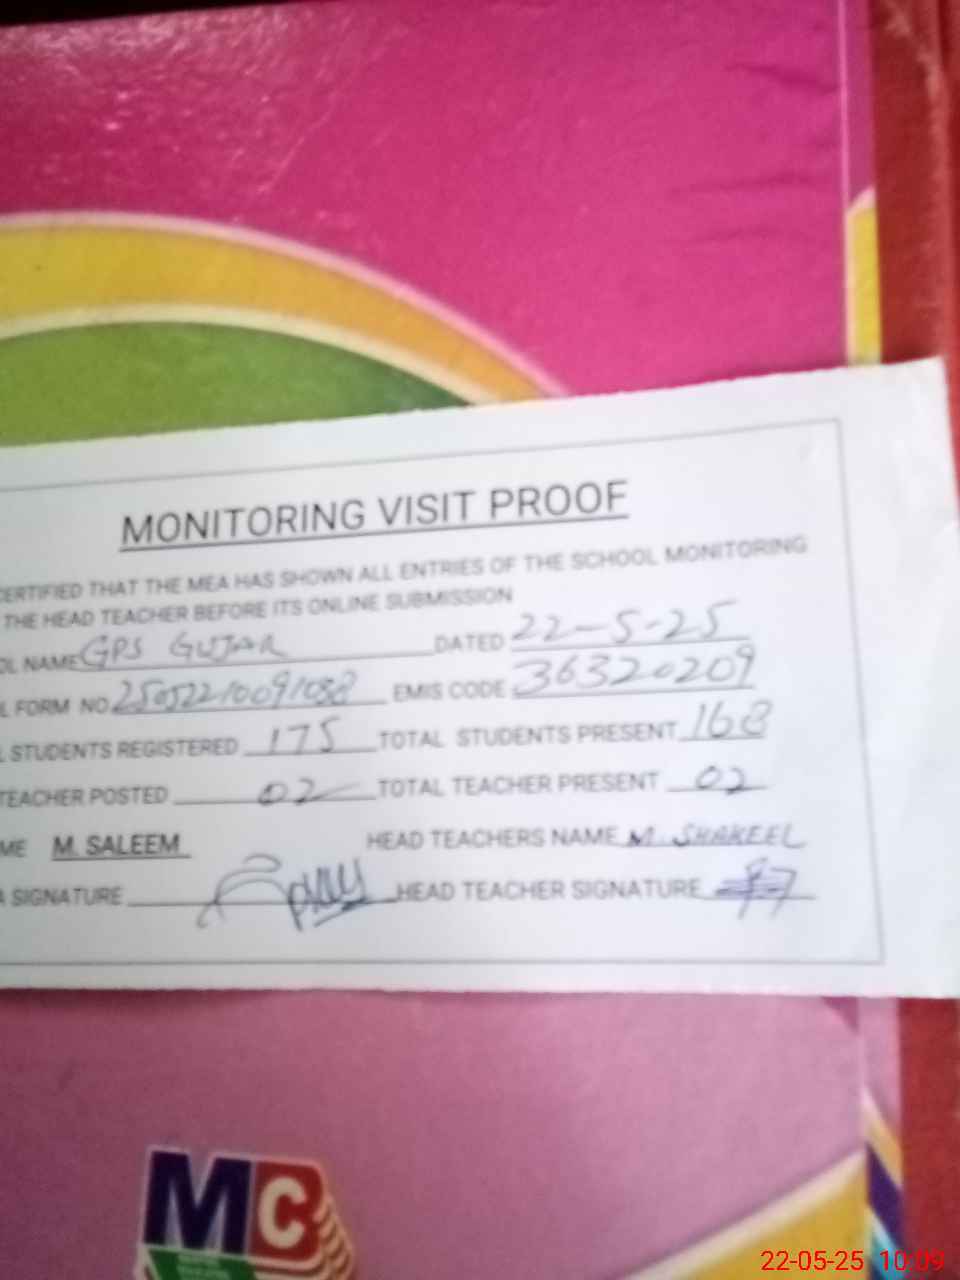 MONITORING VISIT PROOF
CERTIFIED THAT THE MEA HAS SHOWN ALL ENTRIES OF THE SCHOOL MONITORING
THE HEAD TEACHER BEFORE ITS ONLINE SUBMISSION
OL NAME GPS GUJAR DATED 22-5-25
L FORM NO 25052210091088 EMIS CODE 36320209
L STUDENTS REGISTERED 175 TOTAL STUDENTS PRESENT 168
TEACHER POSTED 02 TOTAL TEACHER PRESENT 02
ME M. SALEEM HEAD TEACHERS NAME M. SHAKEEL
A SIGNATURE HEAD TEACHER SIGNATURE
MC
22-05-25 10:09